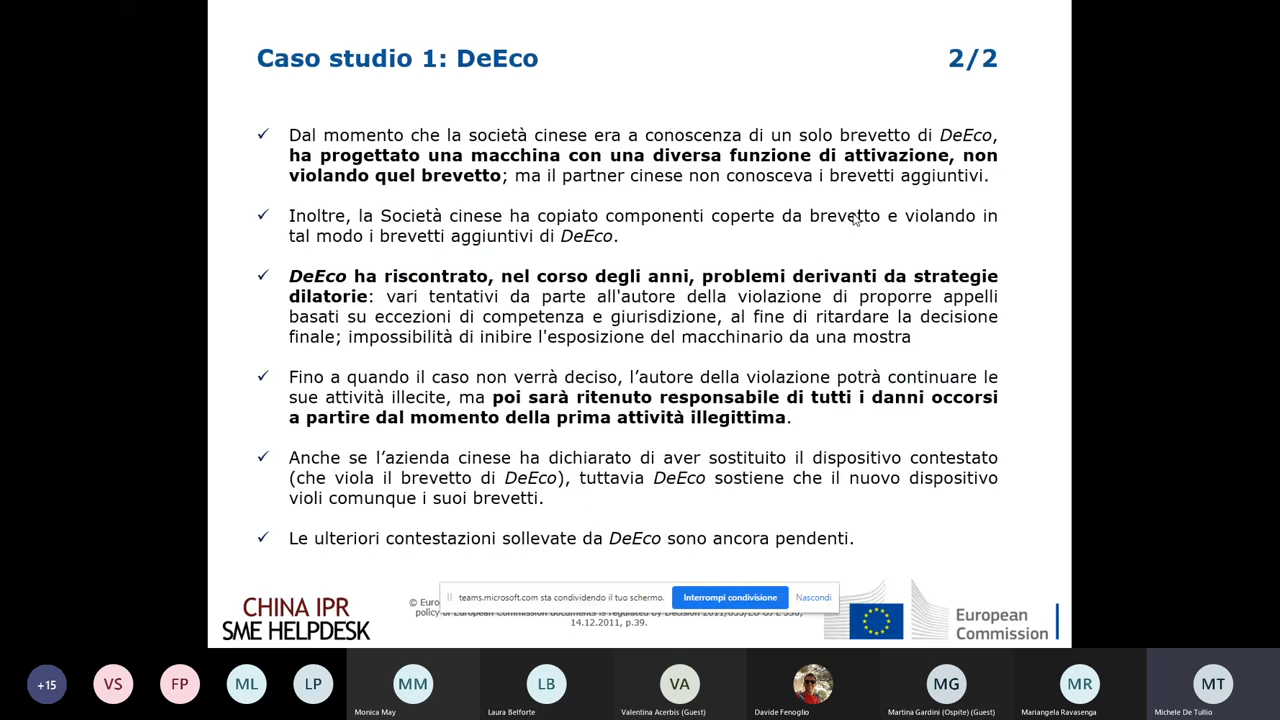 Caso studio 1: DeEco 2/2
✓ Dal momento che la società cinese era a conoscenza di un solo brevetto di DeEco,
ha progettato una macchina con una diversa funzione di attivazione, non
violando quel brevetto; ma il partner cinese non conosceva i brevetti aggiuntivi.
✓ Inoltre, la Società cinese ha copiato componenti coperte da brevetto e violando in
tal modo i brevetti aggiuntivi di DeEco.
✓ DeEco ha riscontrato, nel corso degli anni, problemi derivanti da strategie
dilatorie: vari tentativi da parte all'autore della violazione di proporre appelli
basati su eccezioni di competenza e giurisdizione, al fine di ritardare la decisione
finale; impossibilità di inibire l'esposizione del macchinario da una mostra
✓ Fino a quando il caso non verrà deciso, l’autore della violazione potrà continuare le
sue attività illecite, ma poi sarà ritenuto responsabile di tutti i danni occorsi
a partire dal momento della prima attività illegittima.
✓ Anche se l’azienda cinese ha dichiarato di aver sostituito il dispositivo contestato
(che viola il brevetto di DeEco), tuttavia DeEco sostiene che il nuovo dispositivo
violi comunque i suoi brevetti.
✓ Le ulteriori contestazioni sollevate da DeEco sono ancora pendenti.
CHINA IPR
SME HELPDESK
© Euro
teams.microsoft.com sta condividendo il tuo schermo. Interrompi condivisione Nascondi
policy of European Commission documents is regulated by Decision
14.12.2011, p.39.
European
Commission
+15 VS FP ML LP MM LB VA MG MR MT
Monica May Laura Belforte Valentina Acerbis (Guest) Davide Fenoglio Martina Gardini (Ospite) (Guest) Mariangela Ravasenga Michele De Tullio